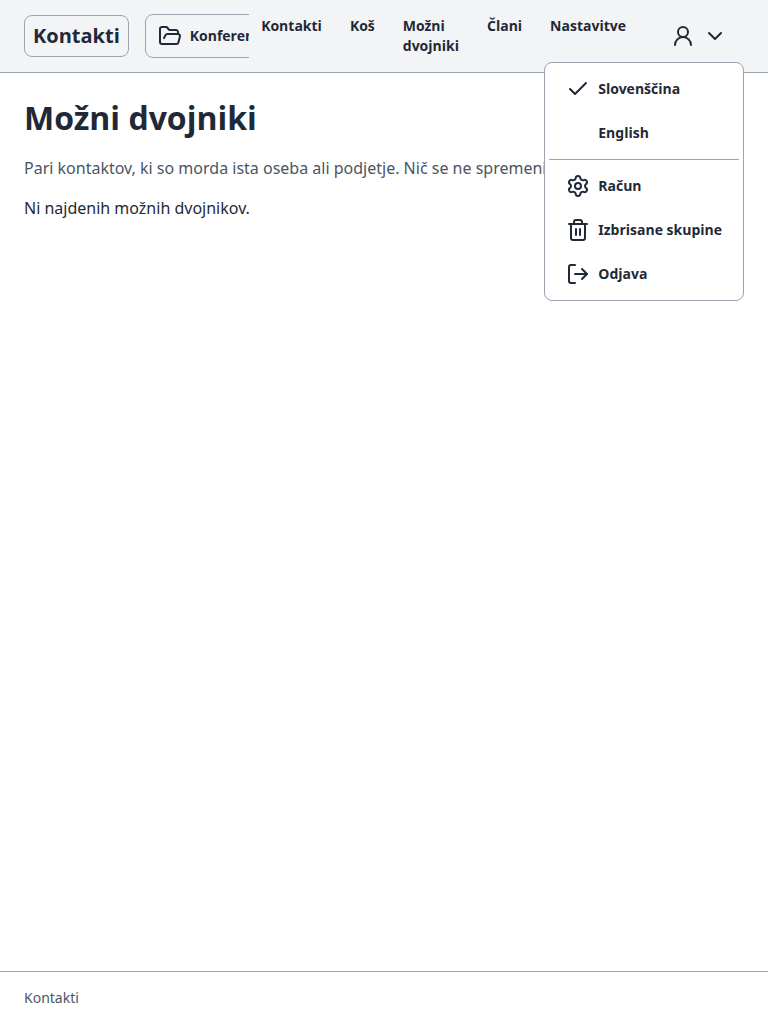 Kontakti
Konferen
Kontakti
Koš
Možni dvojniki
Člani
Nastavitve
Slovenščina
English
Račun
Izbrisane skupine
Odjava
Možni dvojniki
Pari kontaktov, ki so morda ista oseba ali podjetje. Nič se ne spremeni
Ni najdenih možnih dvojnikov.
Kontakti